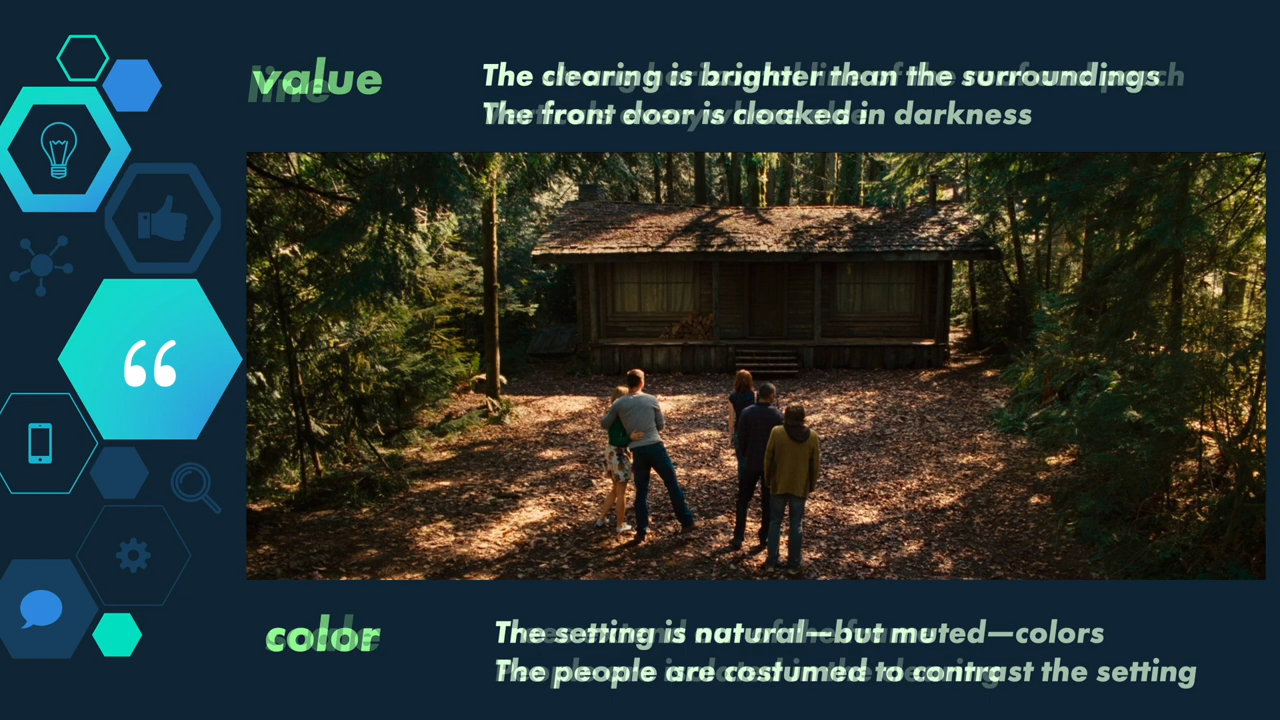 value
The clearing is brighter than the surroundings
The front door is cloaked in darkness
color
The setting is natural—but muted—colors
The people are costumed to contrast the setting